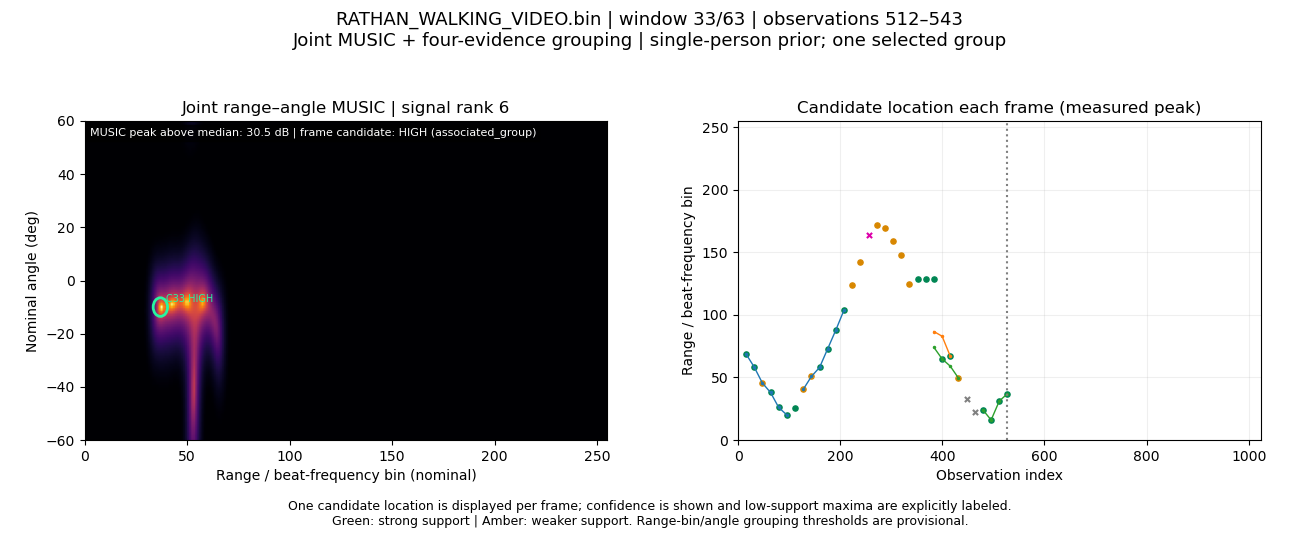 RATHAN_WALKING_VIDEO.bin | window 33/63 | observations 512–543
Joint MUSIC + four-evidence grouping | single-person prior; one selected group
Joint range–angle MUSIC | signal rank 6
MUSIC peak above median: 30.5 dB | frame candidate: HIGH (associated_group)
C33 HIGH
60
40
20
0
−20
−40
−60
Nominal angle (deg)
0
50
100
150
200
250
Range / beat-frequency bin (nominal)
Candidate location each frame (measured peak)
250
200
150
100
50
0
Range / beat-frequency bin
0
200
400
600
800
1000
Observation index
One candidate location is displayed per frame; confidence is shown and low-support maxima are explicitly labeled.
Green: strong support | Amber: weaker support. Range-bin/angle grouping thresholds are provisional.